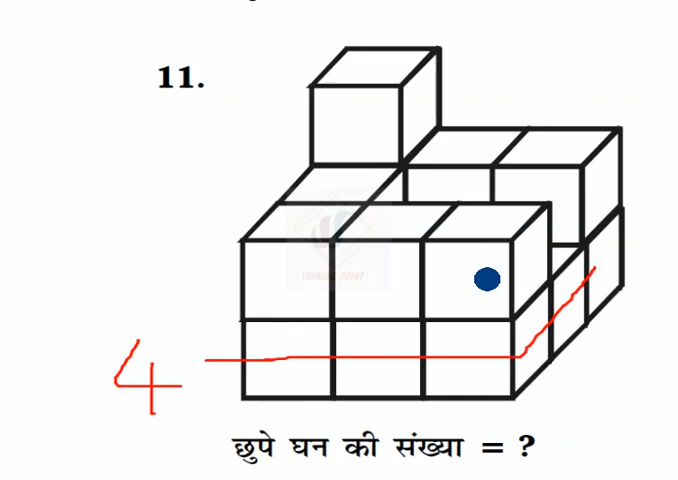 11.
4
छुपे घन की संख्या = ?